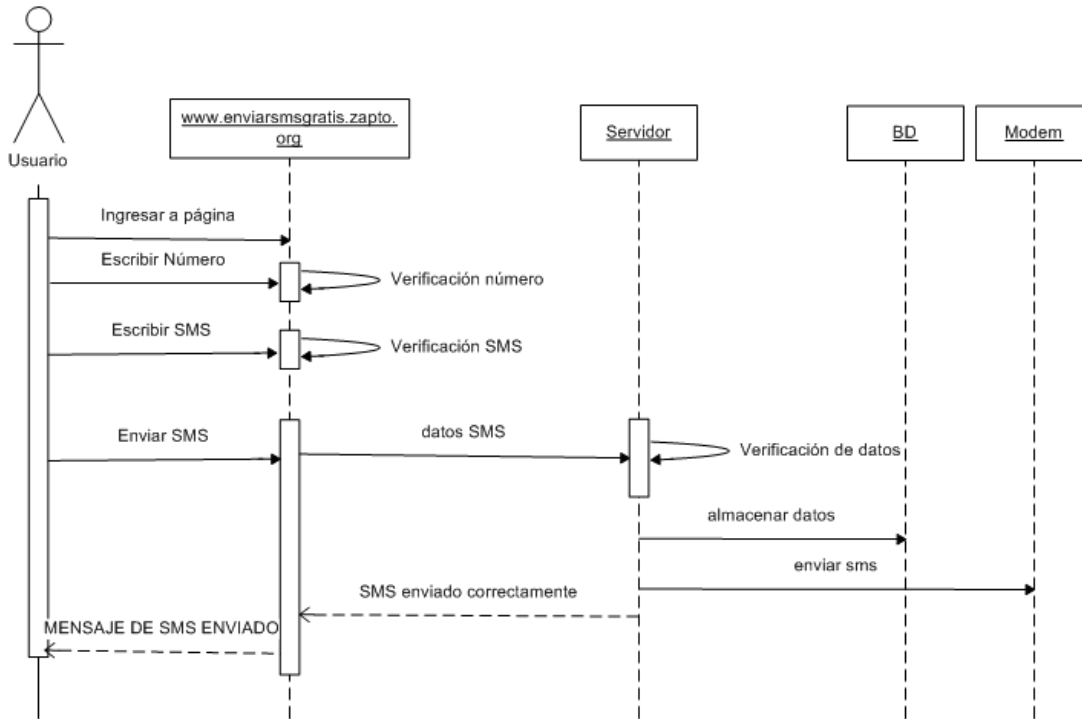 www.enviarsmsgratis.zapto.
org
Servidor
BD
Modem
Usuario
Ingresar a página
Escribir Número
Verificación número
Escribir SMS
Verificación SMS
Enviar SMS
datos SMS
Verificación de datos
almacenar datos
enviar sms
SMS enviado correctamente
MENSAJE DE SMS ENVIADO